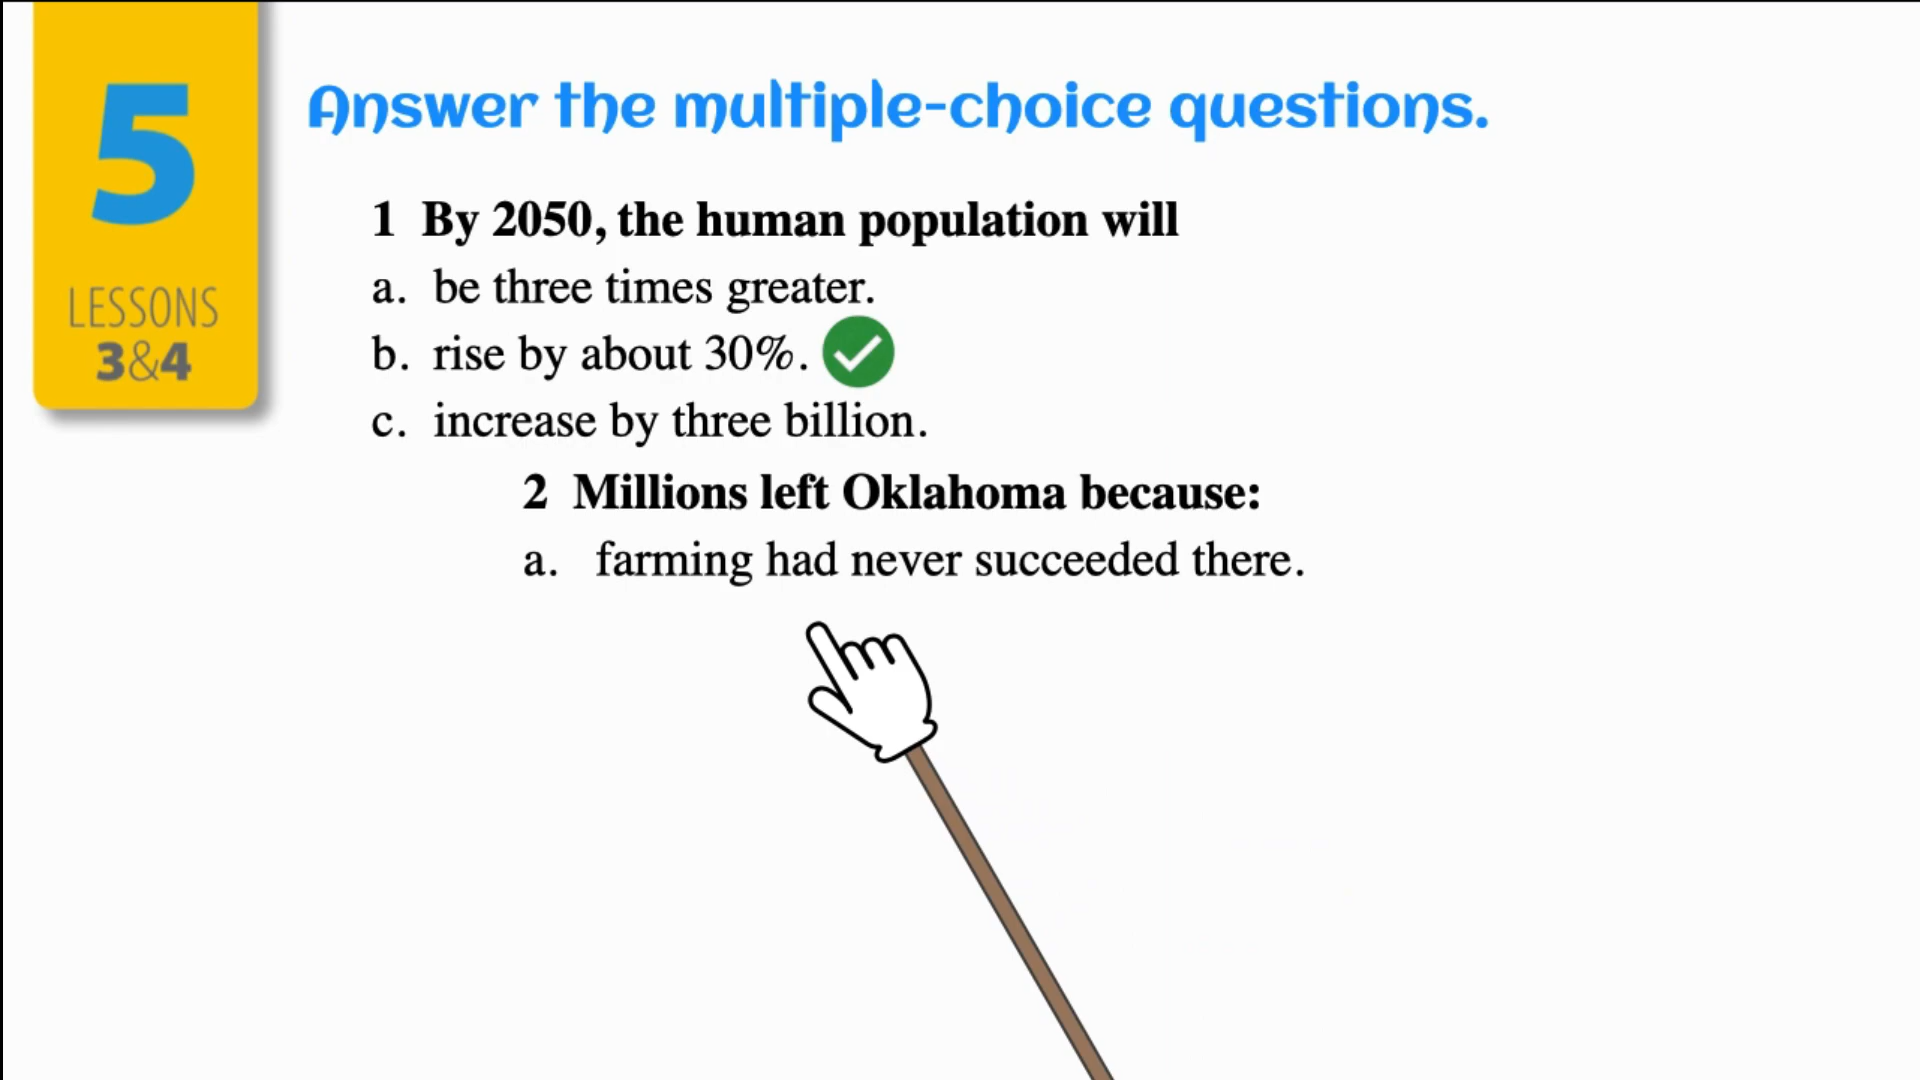 5
LESSONS
3&4
Answer the multiple-choice questions.
1 By 2050, the human population will
a. be three times greater.
b. rise by about 30%.
c. increase by three billion.
2 Millions left Oklahoma because:
a. farming had never succeeded there.